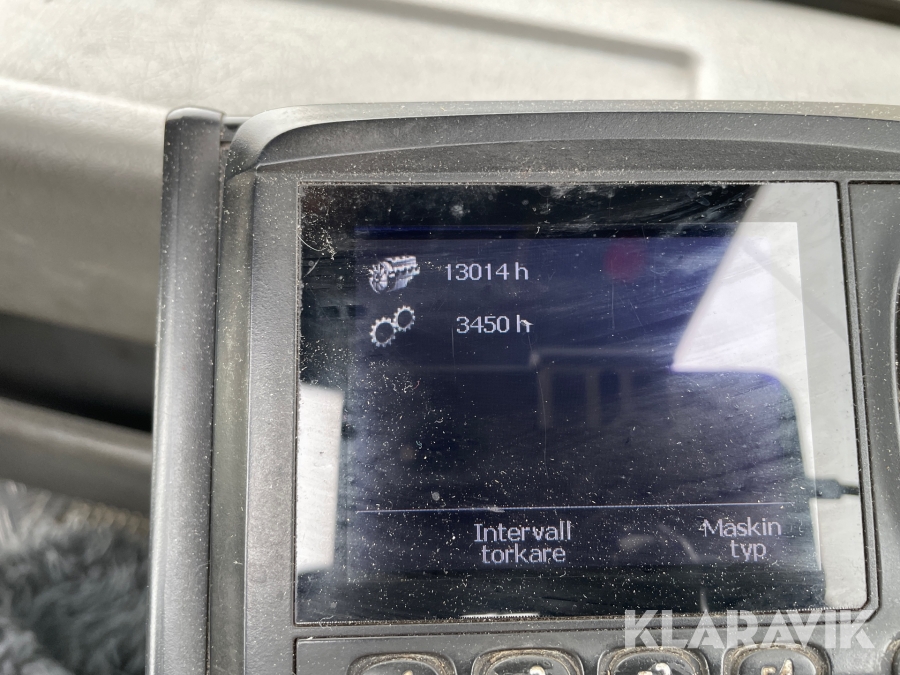 13014 h
3450 h
Intervall
torkare
Maskin
typ
KLARAVIK